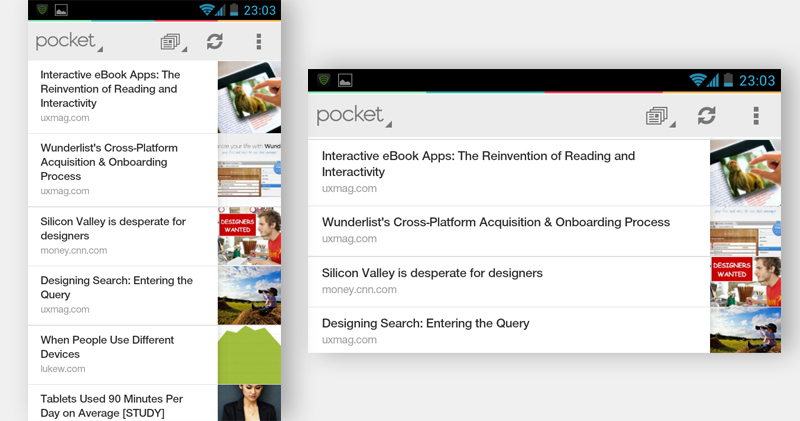 23:03
pocket
Interactive eBook Apps: The
Reinvention of Reading and
Interactivity
uxmag.com
Wunderlist's Cross-Platform
Acquisition & Onboarding
Process
uxmag.com
Silicon Valley is desperate for
designers
money.cnn.com
DESIGNERS
WANTED
Designing Search: Entering the
Query
uxmag.com
When People Use Different
Devices
lukew.com
Tablets Used 90 Minutes Per
Day on Average [STUDY]
23:03
pocket
Interactive eBook Apps: The Reinvention of Reading and
Interactivity
uxmag.com
Wunderlist's Cross-Platform Acquisition & Onboarding Process
uxmag.com
Silicon Valley is desperate for designers
money.cnn.com
DESIGNERS
WANTED
Designing Search: Entering the Query
uxmag.com